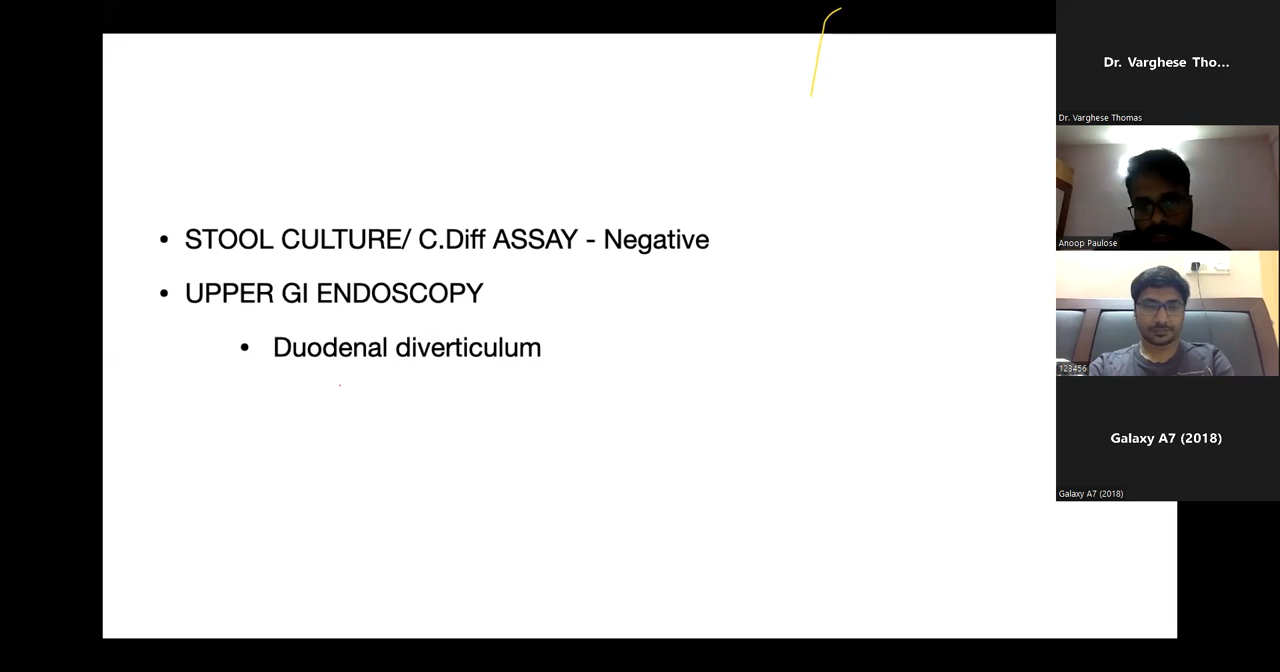 • STOOL CULTURE/ C.Diff ASSAY - Negative
• UPPER GI ENDOSCOPY
• Duodenal diverticulum
Dr. Varghese Tho...
Dr. Varghese Thomas
Anoop Paulose
123456
Galaxy A7 (2018)
Galaxy A7 (2018)